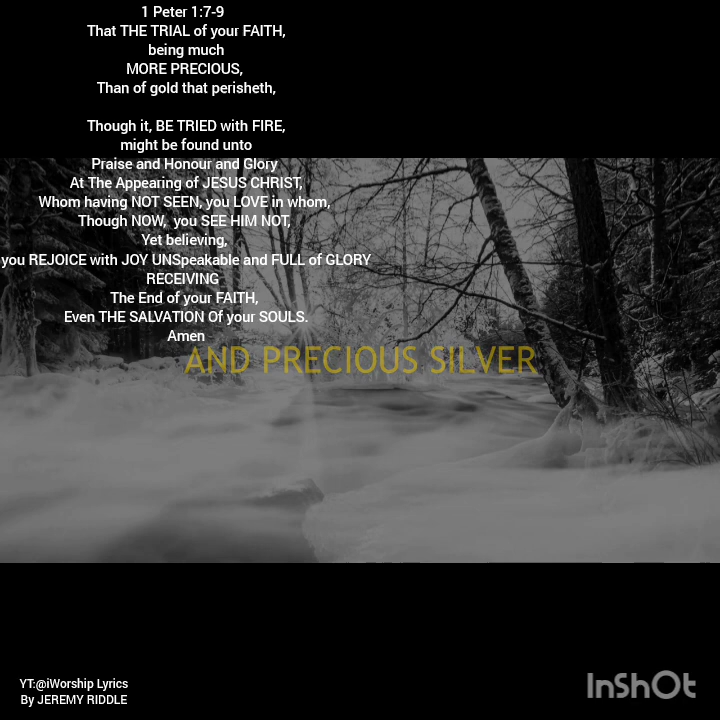 1 Peter 1:7-9
That THE TRIAL of your FAITH,
being much
MORE PRECIOUS,
Than of gold that perisheth,
Though it, BE TRIED with FIRE,
might be found unto
Praise and Honour and Glory
At The Appearing of JESUS CHRIST,
Whom having NOT SEEN, you LOVE in whom,
Though NOW, you SEE HIM NOT,
Yet believing,
you REJOICE with JOY UNSpeakable and FULL of GLORY
RECEIVING
The End of your FAITH,
Even THE SALVATION Of your SOULS.
Amen
AND PRECIOUS SILVER
YT:@iWorship Lyrics
By JEREMY RIDDLE
InShOt